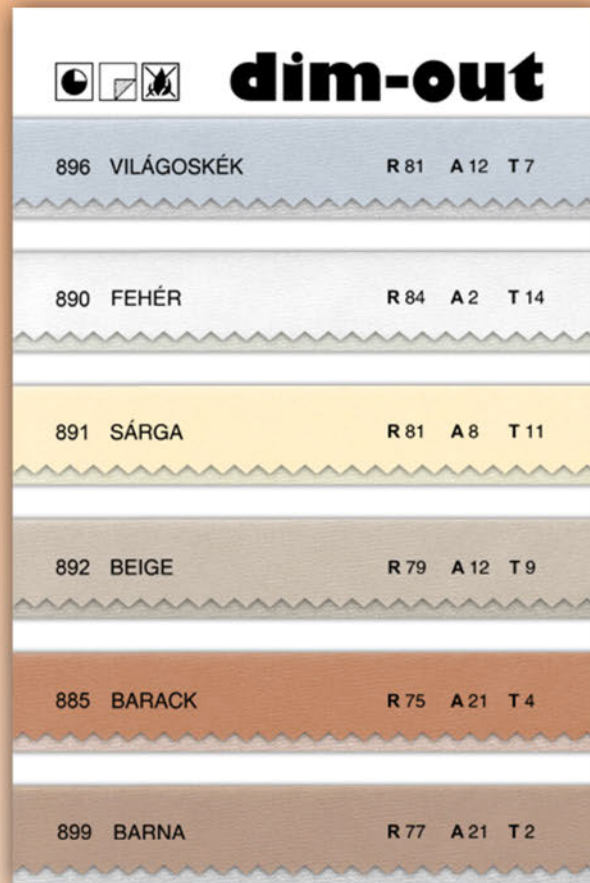 dim-out
896 VILÁGOSKÉK R 81 A 12 T 7
890 FEHÉR R 84 A 2 T 14
891 SÁRGA R 81 A 8 T 11
892 BEIGE R 79 A 12 T 9
885 BARACK R 75 A 21 T 4
899 BARNA R 77 A 21 T 2